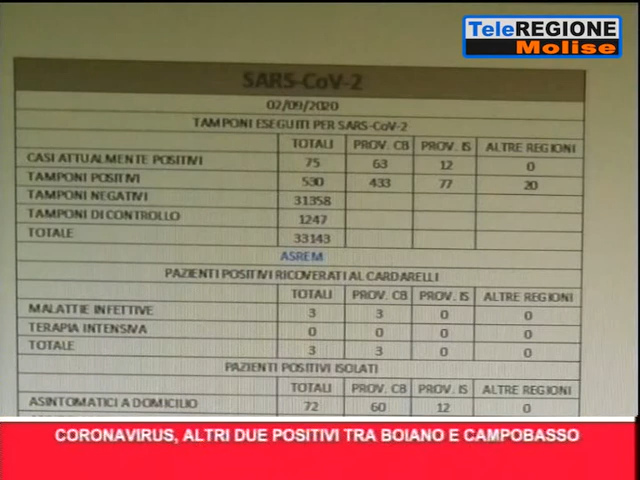 TeleREGIONE
Molise
SARS-CoV-2
02/09/2020
TAMPONI ESEGUITI PER SARS-CoV-2
TOTALI PROV. CB PROV. IS ALTRE REGIONI
CASI ATTUALMENTE POSITIVI 75 63 12 0
TAMPONI POSITIVI 530 433 77 20
TAMPONI NEGATIVI 31358
TAMPONI DI CONTROLLO 1247
TOTALE 33143
ASREM
PAZIENTI POSITIVI RICOVERATI AL CARDARELLI
TOTALI PROV. CB PROV. IS ALTRE REGIONI
MALATTIE INFETTIVE 3 3 0 0
TERAPIA INTENSIVA 0 0 0 0
TOTALE 3 3 0 0
PAZIENTI POSITIVI ISOLATI
TOTALI PROV. CB PROV. IS ALTRE REGIONI
ASINTOMATICI A DOMICILIO 72 60 12 0
CORONAVIRUS, ALTRI DUE POSITIVI TRA BOIANO E CAMPOBASSO